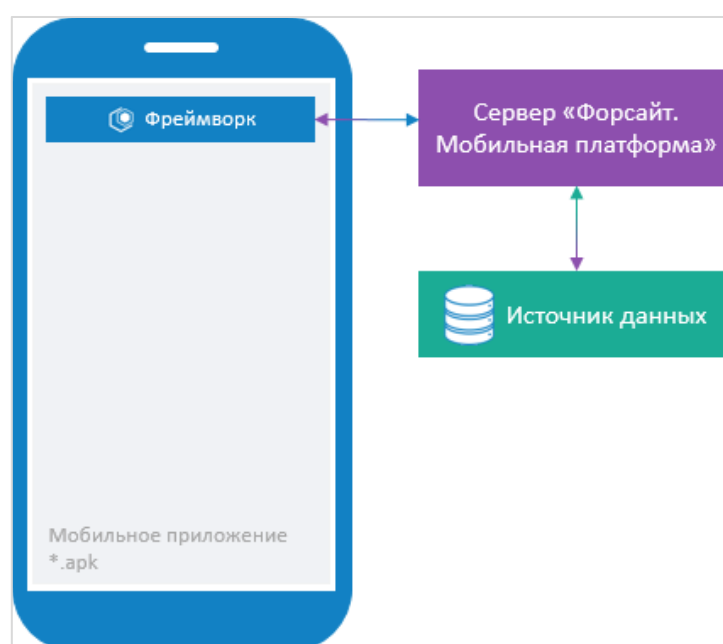 Фреймворк
Сервер «Форсайт.
Мобильная платформа»
Источник данных
Мобильное приложение
*.apk